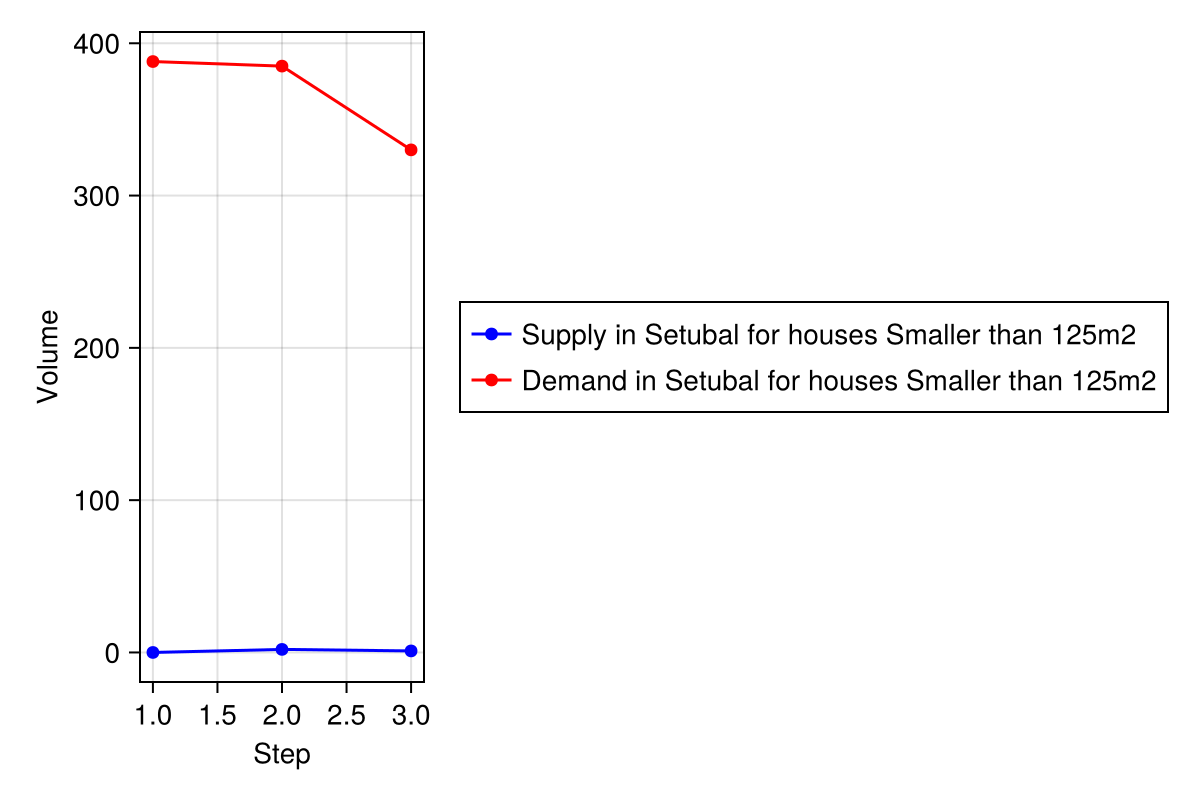 400
300
200
100
0
Volume
1.0 1.5 2.0 2.5 3.0
Step
Supply in Setubal for houses Smaller than 125m2
Demand in Setubal for houses Smaller than 125m2